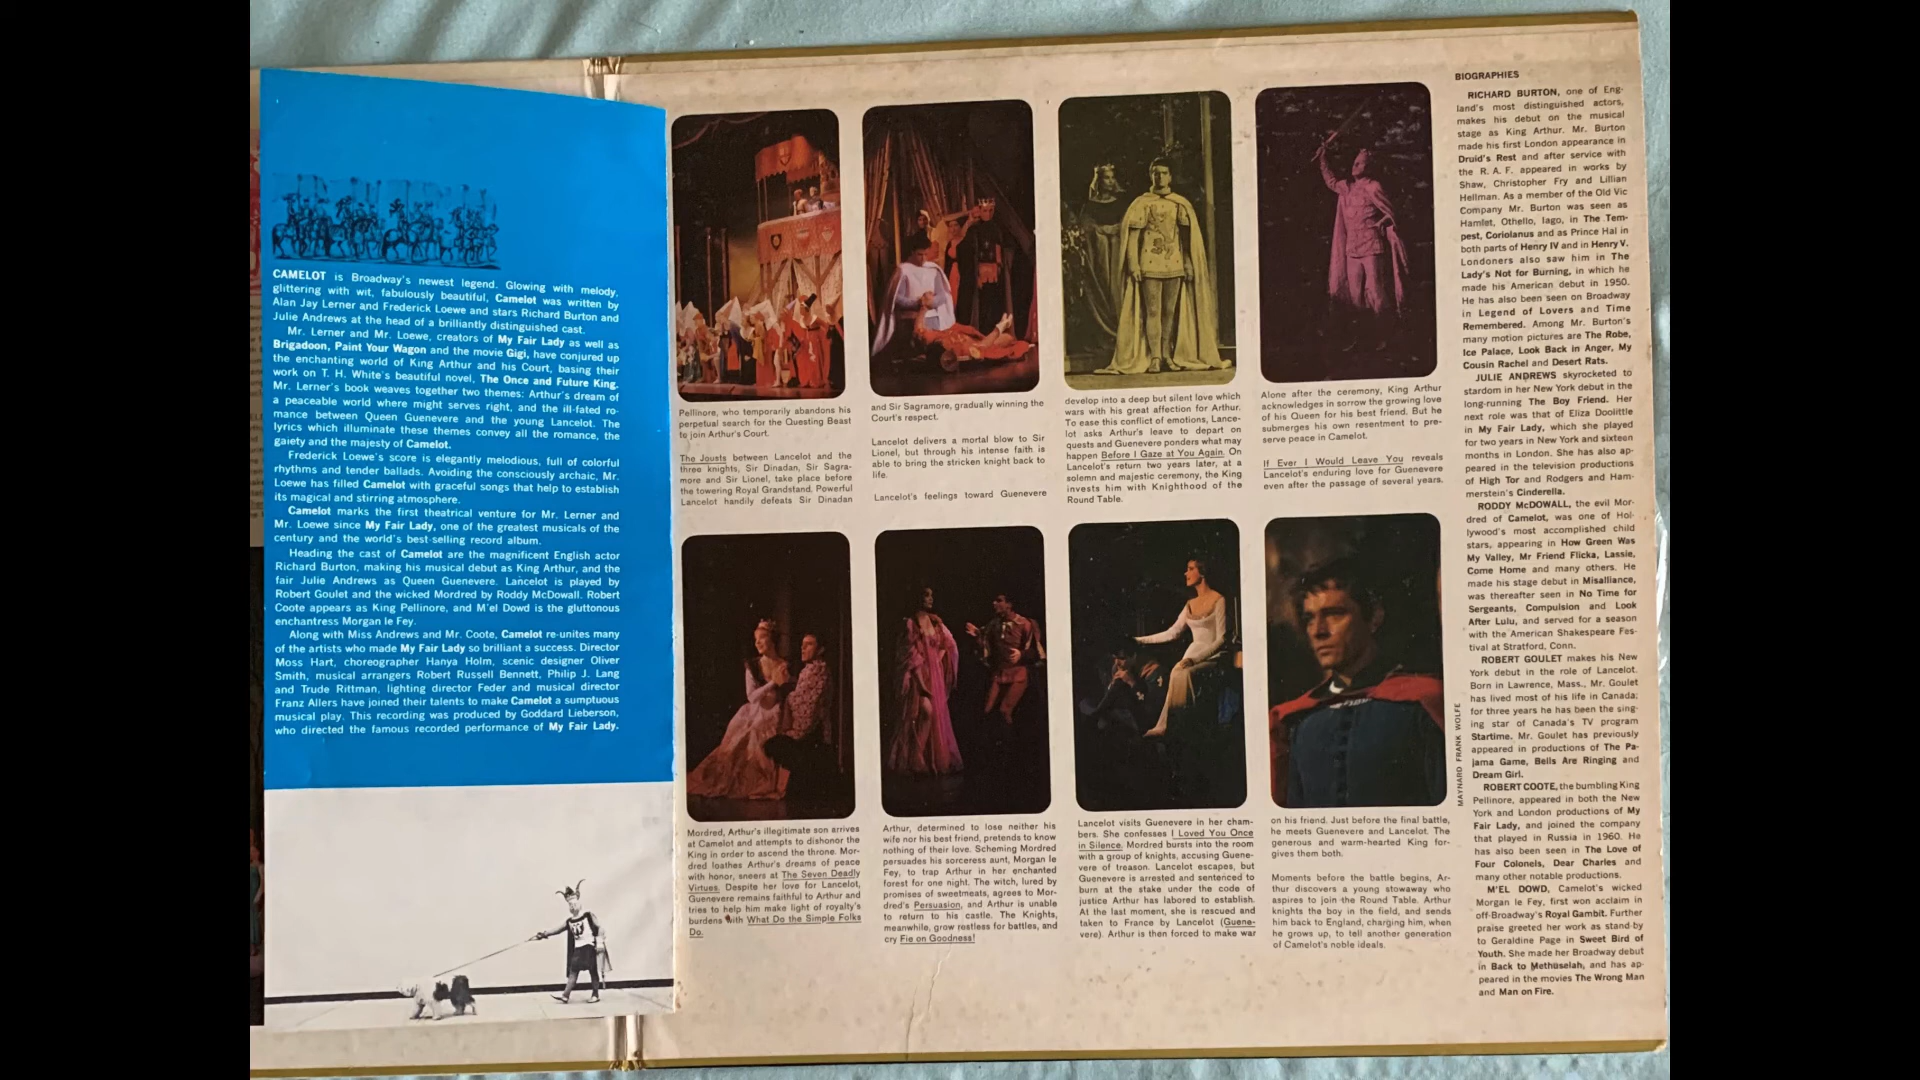 CAMELOT is Broadway's newest legend. Glowing with melody,
glittering with wit, fabulously beautiful, Camelot was written by
Alan Jay Lerner and Frederick Loewe and stars Richard Burton and
Julie Andrews at the head of a brilliantly distinguished cast.
Mr. Lerner and Mr. Loewe, creators of My Fair Lady as well as
Brigadoon, Paint Your Wagon and the movie Gigi, have conjured up
the enchanting world of King Arthur and his Court, basing their
work on T. H. White's beautiful novel, The Once and Future King.
Mr. Lerner's book weaves together two themes: Arthur's dream of
a peaceable world where might serves right, and the ill-fated ro-
mance between Queen Guenevere and the young Lancelot. The
lyrics which illuminate these themes convey all the romance, the
gaiety and the majesty of Camelot.
Frederick Loewe's score is elegantly melodious, full of colorful
rhythms and tender ballads. Avoiding the consciously archaic, Mr.
Loewe has filled Camelot with graceful songs that help to establish
its magical and stirring atmosphere.
Camelot marks the first theatrical venture for Mr. Lerner and
Mr. Loewe since My Fair Lady, one of the greatest musicals of the
century and the world's best-selling record album.
Heading the cast of Camelot are the magnificent English actor
Richard Burton, making his musical debut as King Arthur, and the
fair Julie Andrews as Queen Guenevere. Lancelot is played by
Robert Goulet and the wicked Mordred by Roddy McDowall. Robert
Coote appears as King Pellinore, and M'el Dowd is the gluttonous
enchantress Morgan le Fey.
Along with Miss Andrews and Mr. Coote, Camelot re-unites many
of the artists who made My Fair Lady so brilliant a success. Director
Moss Hart, choreographer Hanya Holm, scenic designer Oliver
Smith, musical arrangers Robert Russell Bennett, Philip J. Lang
and Trude Rittman, lighting director Feder and musical director
Franz Allers have joined their talents to make Camelot a sumptuous
musical play. This recording was produced by Goddard Lieberson,
who directed the famous recorded performance of My Fair Lady.
Pellinore, who temporarily abandons his
perpetual search for the Questing Beast
to join Arthur's Court.
The Jousts between Lancelot and the
three knights, Sir Dinadan, Sir Sagra-
more and Sir Lionel, take place before
the towering Royal Grandstand. Powerful
Lancelot handily defeats Sir Dinadan
and Sir Sagramore, gradually winning the
Court's respect.
Lancelot delivers a mortal blow to Sir
Lionel, but through his intense faith is
able to bring the stricken knight back to
life.
Lancelot's feelings toward Guenevere
develop into a deep but silent love which
wars with his great affection for Arthur.
To ease this conflict of emotions, Lance-
lot asks Arthur's leave to depart on
quests and Guenevere ponders what may
happen Before I Gaze at You Again. On
Lancelot's return two years later, at a
solemn and majestic ceremony, the King
invests him with Knighthood of the
Round Table.
Alone after the ceremony, King Arthur
acknowledges in sorrow the growing love
of his Queen for his best friend. But he
submerges his own resentment to pre-
serve peace in Camelot.
If Ever I Would Leave You reveals
Lancelot's enduring love for Guenevere
even after the passage of several years.
Mordred, Arthur's illegitimate son arrives
at Camelot and attempts to dishonor the
King in order to ascend the throne. Mor-
dred loathes Arthur's dreams of peace
with honor, sneers at The Seven Deadly
Virtues. Despite her love for Lancelot,
Guenevere remains faithful to Arthur and
tries to help him make light of royalty's
burdens with What Do the Simple Folks
Do.
Arthur, determined to lose neither his
wife nor his best friend, pretends to know
nothing of their love. Scheming Mordred
persuades his sorceress aunt, Morgan le
Fey, to trap Arthur in her enchanted
forest for one night. The witch, lured by
promises of sweetmeats, agrees to Mor-
dred's Persuasion, and Arthur is unable
to return to his castle. The Knights,
meanwhile, grow restless for battles, and
cry Fie on Goodness!
Lancelot visits Guenevere in her cham-
bers. She confesses I Loved You Once
in Silence. Mordred bursts into the room
with a group of knights, accusing Guene-
vere of treason. Lancelot escapes, but
Guenevere is arrested and sentenced to
burn at the stake under the code of
justice Arthur has labored to establish.
At the last moment, she is rescued and
taken to France by Lancelot (Guene-
vere). Arthur is then forced to make war
on his friend. Just before the final battle,
he meets Guenevere and Lancelot. The
generous and warm-hearted King for-
gives them both.
Moments before the battle begins, Ar-
thur discovers a young stowaway who
aspires to join the Round Table. Arthur
knights the boy in the field, and sends
him back to England, charging him, when
he grows up, to tell another generation
of Camelot's noble ideals.
MAYNARD FRANK WOLFE
BIOGRAPHIES
RICHARD BURTON, one of Eng-
land's most distinguished actors,
makes his debut on the musical
stage as King Arthur. Mr. Burton
made his first London appearance in
Druid's Rest and after service with
the R. A. F. appeared in works by
Shaw, Christopher Fry and Lillian
Hellman. As a member of the Old Vic
Company Mr. Burton was seen as
Hamlet, Othello, Iago, in The Tem-
pest, Coriolanus and as Prince Hal in
both parts of Henry IV and in Henry V.
Londoners also saw him in The
Lady's Not for Burning, in which he
made his American debut in 1950.
He has also been seen on Broadway
in Legend of Lovers and Time
Remembered. Among Mr. Burton's
many motion pictures are The Robe,
Ice Palace, Look Back in Anger, My
Cousin Rachel and Desert Rats.
JULIE ANDREWS skyrocketed to
stardom in her New York debut in the
long-running The Boy Friend. Her
next role was that of Eliza Doolittle
in My Fair Lady, which she played
for two years in New York and sixteen
months in London. She has also ap-
peared in the television productions
of High Tor and Rodgers and Ham-
merstein's Cinderella.
RODDY McDOWALL, the evil Mor-
dred of Camelot, was one of Hol-
lywood's most accomplished child
stars, appearing in How Green Was
My Valley, Mr Friend Flicka, Lassie,
Come Home and many others. He
made his stage debut in Misalliance,
was thereafter seen in No Time for
Sergeants, Compulsion and Look
After Lulu, and served for a season
with the American Shakespeare Fes-
tival at Stratford, Conn.
ROBERT GOULET makes his New
York debut in the role of Lancelot.
Born in Lawrence, Mass., Mr. Goulet
has lived most of his life in Canada;
for three years he has been the sing-
ing star of Canada's TV program
Startime. Mr. Goulet has previously
appeared in productions of The Pa-
jama Game, Bells Are Ringing and
Dream Girl.
ROBERT COOTE, the bumbling King
Pellinore, appeared in both the New
York and London productions of My
Fair Lady, and joined the company
that played in Russia in 1960. He
has also been seen in The Love of
Four Colonels, Dear Charles and
many other notable productions.
M'EL DOWD, Camelot's wicked
Morgan le Fey, first won acclaim in
off-Broadway's Royal Gambit. Further
praise greeted her work as stand-by
to Geraldine Page in Sweet Bird of
Youth. She made her Broadway debut
in Back to Methuselah, and has ap-
peared in the movies The Wrong Man
and Man on Fire.